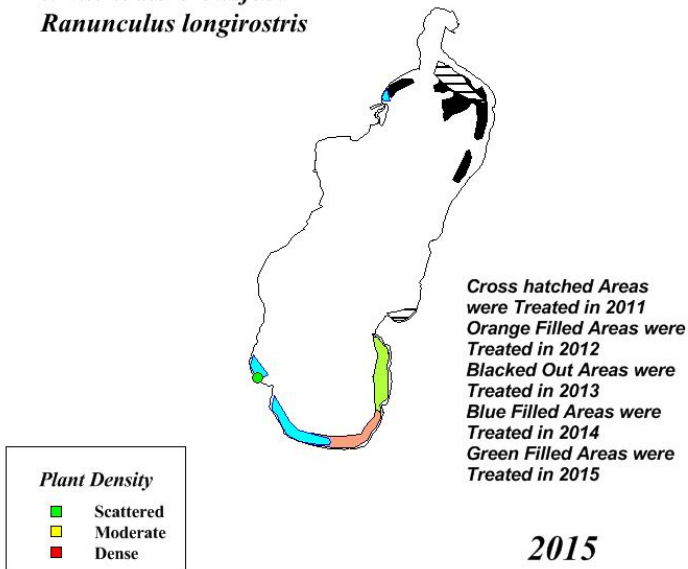 Ranunculus longirostris
Cross hatched Areas
were Treated in 2011
Orange Filled Areas were
Treated in 2012
Blacked Out Areas were
Treated in 2013
Blue Filled Areas were
Treated in 2014
Green Filled Areas were
Treated in 2015
Plant Density
Scattered
Moderate
Dense
2015